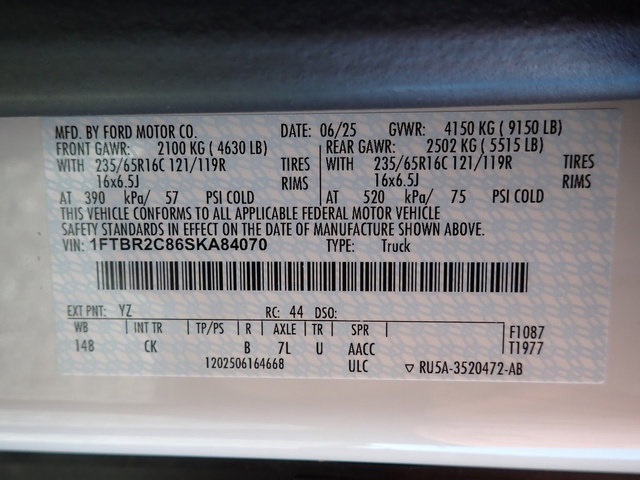 MFD. BY FORD MOTOR CO. DATE: 06/25 GVWR: 4150 KG ( 9150 LB)
FRONT GAWR: 2100 KG ( 4630 LB) REAR GAWR: 2502 KG ( 5515 LB)
WITH 235/65R16C 121/119R TIRES WITH 235/65R16C 121/119R TIRES
16x6.5J RIMS 16x6.5J RIMS
AT 390 kPa/ 57 PSI COLD AT 520 kPa/ 75 PSI COLD
THIS VEHICLE CONFORMS TO ALL APPLICABLE FEDERAL MOTOR VEHICLE
SAFETY STANDARDS IN EFFECT ON THE DATE OF MANUFACTURE SHOWN ABOVE.
VIN: 1FTBR2C86SKA84070 TYPE: Truck
EXT PNT: YZ RC: 44 DSO:
WB INT TR TP/PS R AXLE TR SPR F1087
148 CK B 7L U AACC T1977
1202506164668 ULC ▽ RU5A-3520472-AB